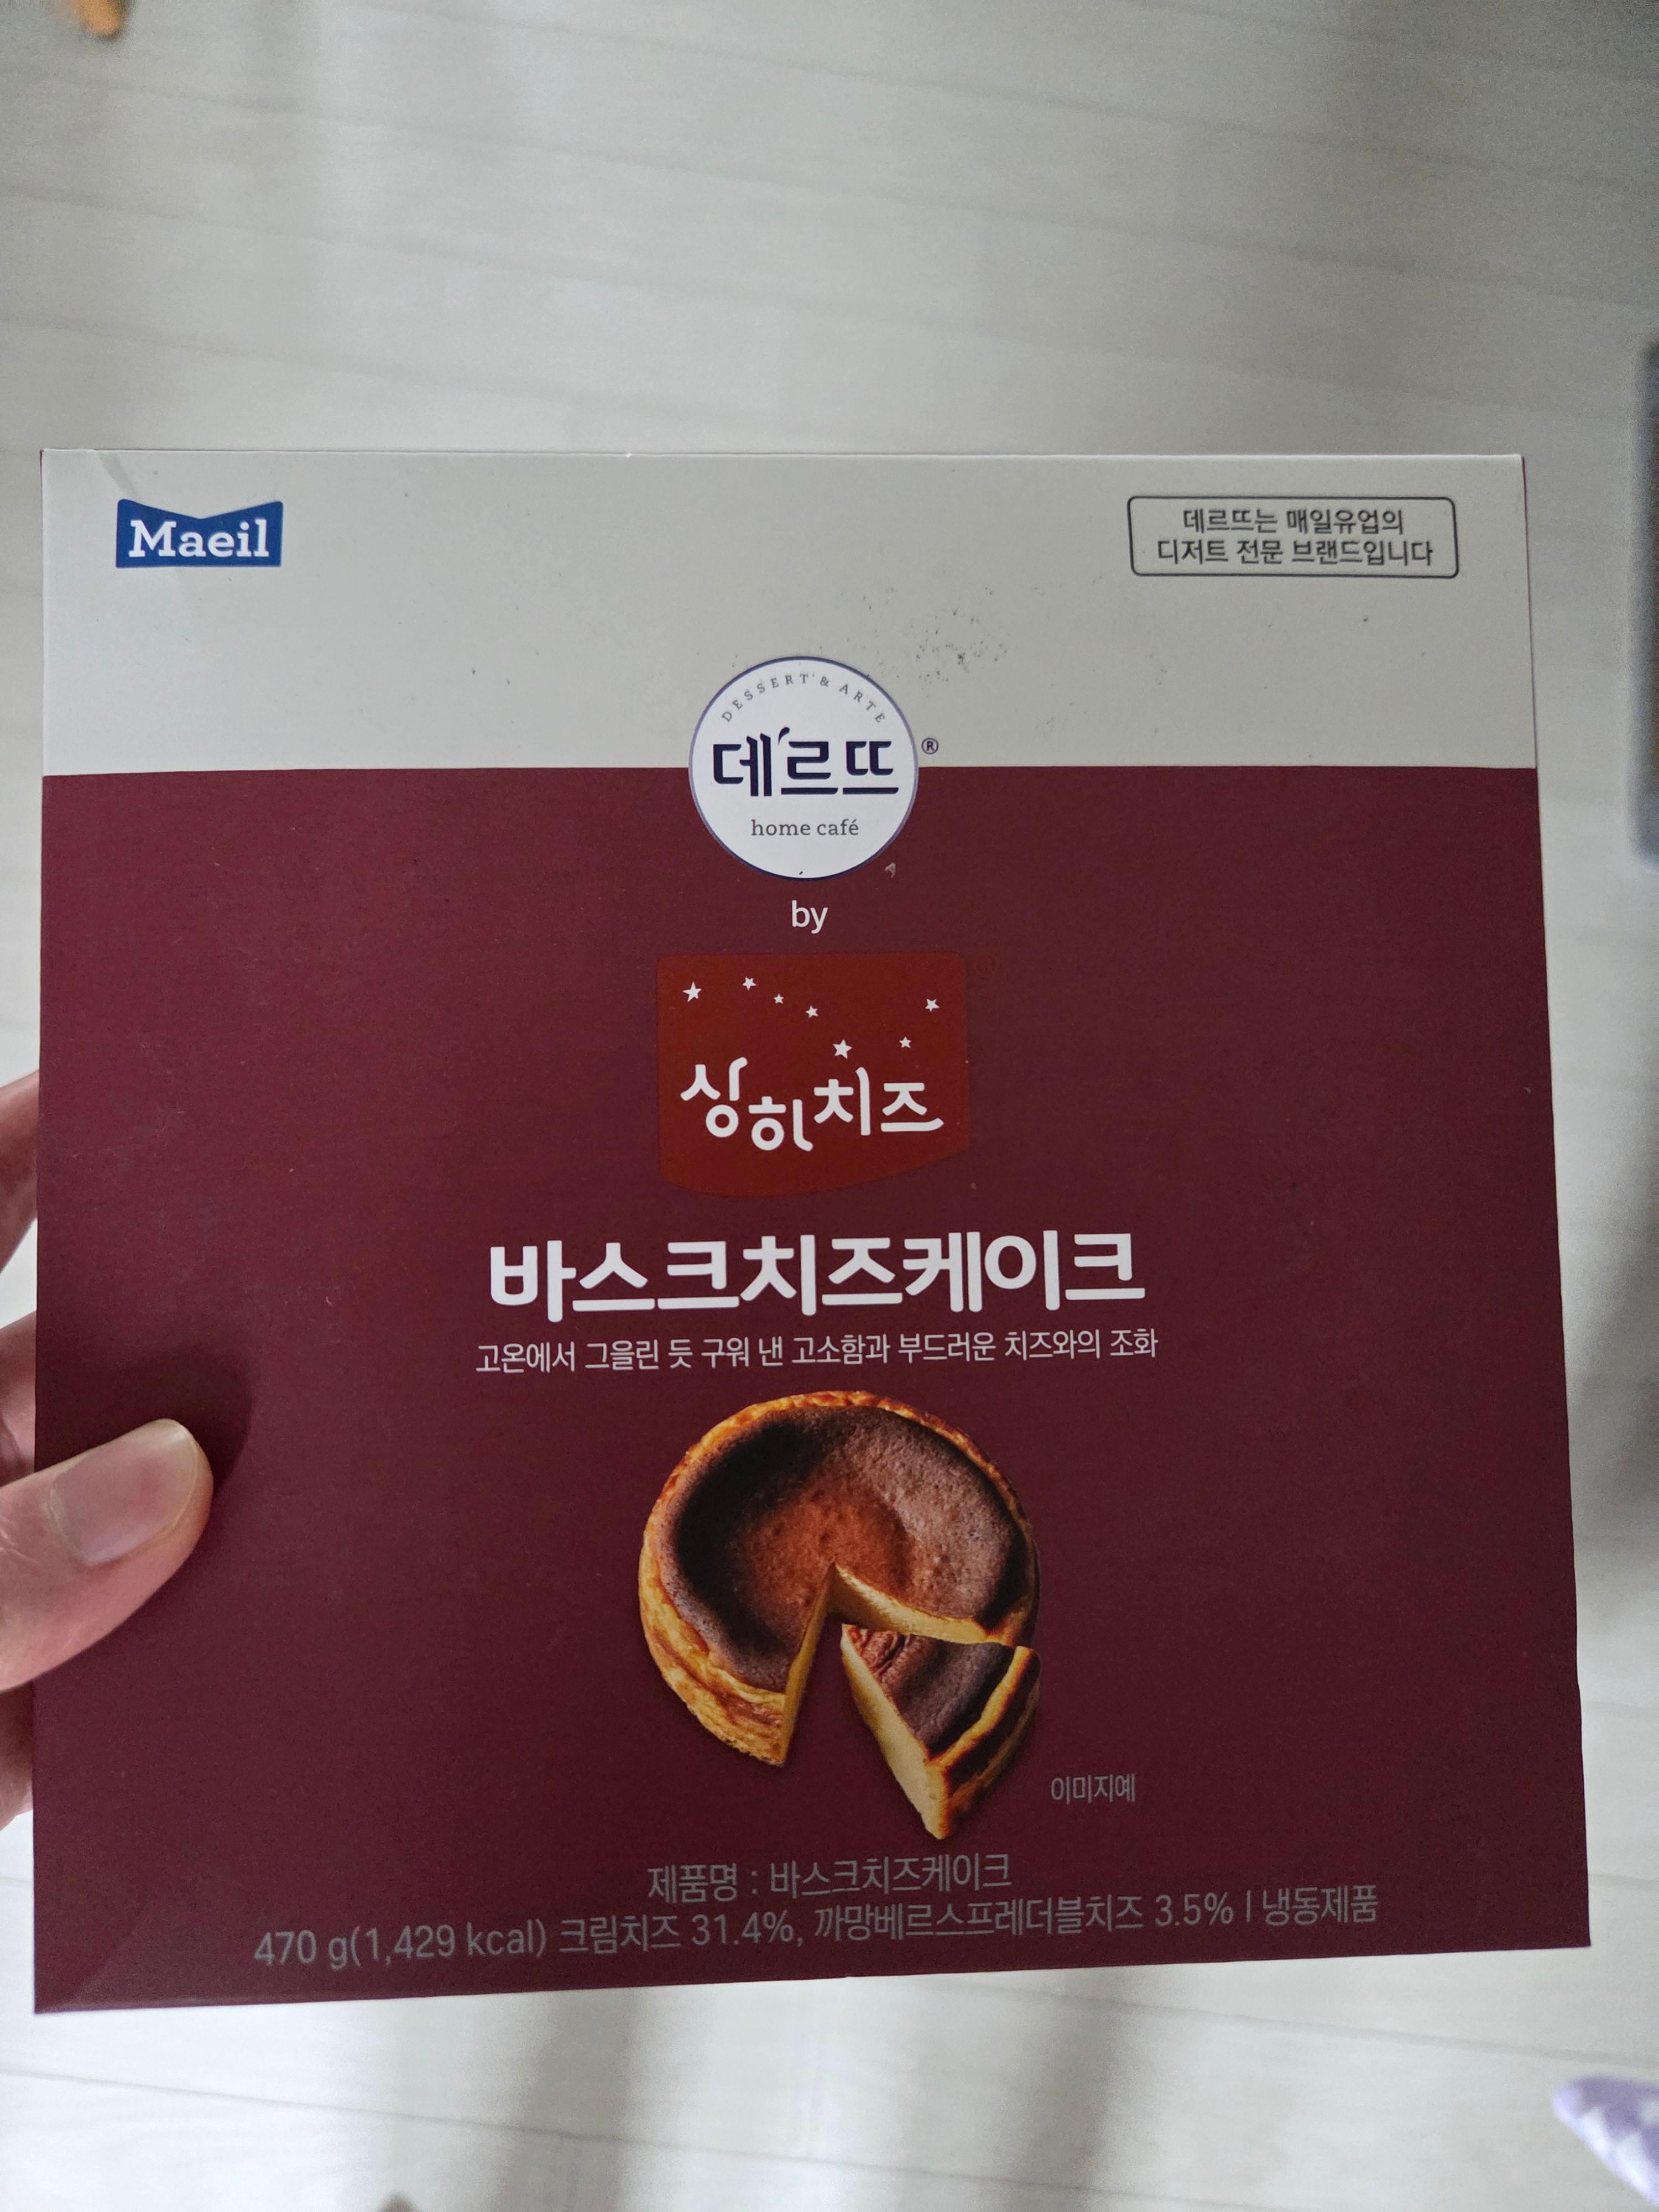 Maeil
데르뜨는 매일유업의
디저트 전문 브랜드입니다
DESSERT & ARTE
데르뜨®
home café
by
상하치즈®
바스크치즈케이크
고온에서 그을린 듯 구워 낸 고소함과 부드러운 치즈와의 조화
이미지예
제품명 : 바스크치즈케이크
470 g(1,429 kcal) 크림치즈 31.4%, 까망베르스프레더블치즈 3.5% | 냉동제품